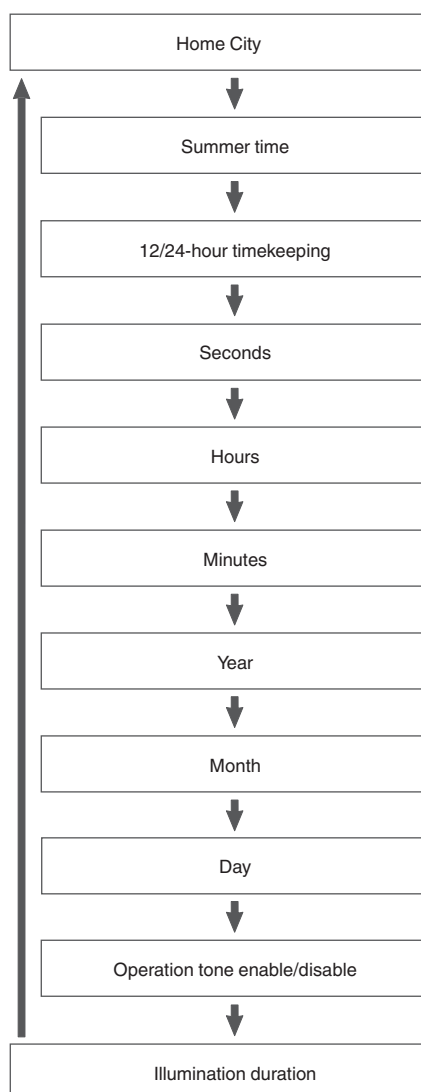 Home City
Summer time
12/24-hour timekeeping
Seconds
Hours
Minutes
Year
Month
Day
Operation tone enable/disable
Illumination duration